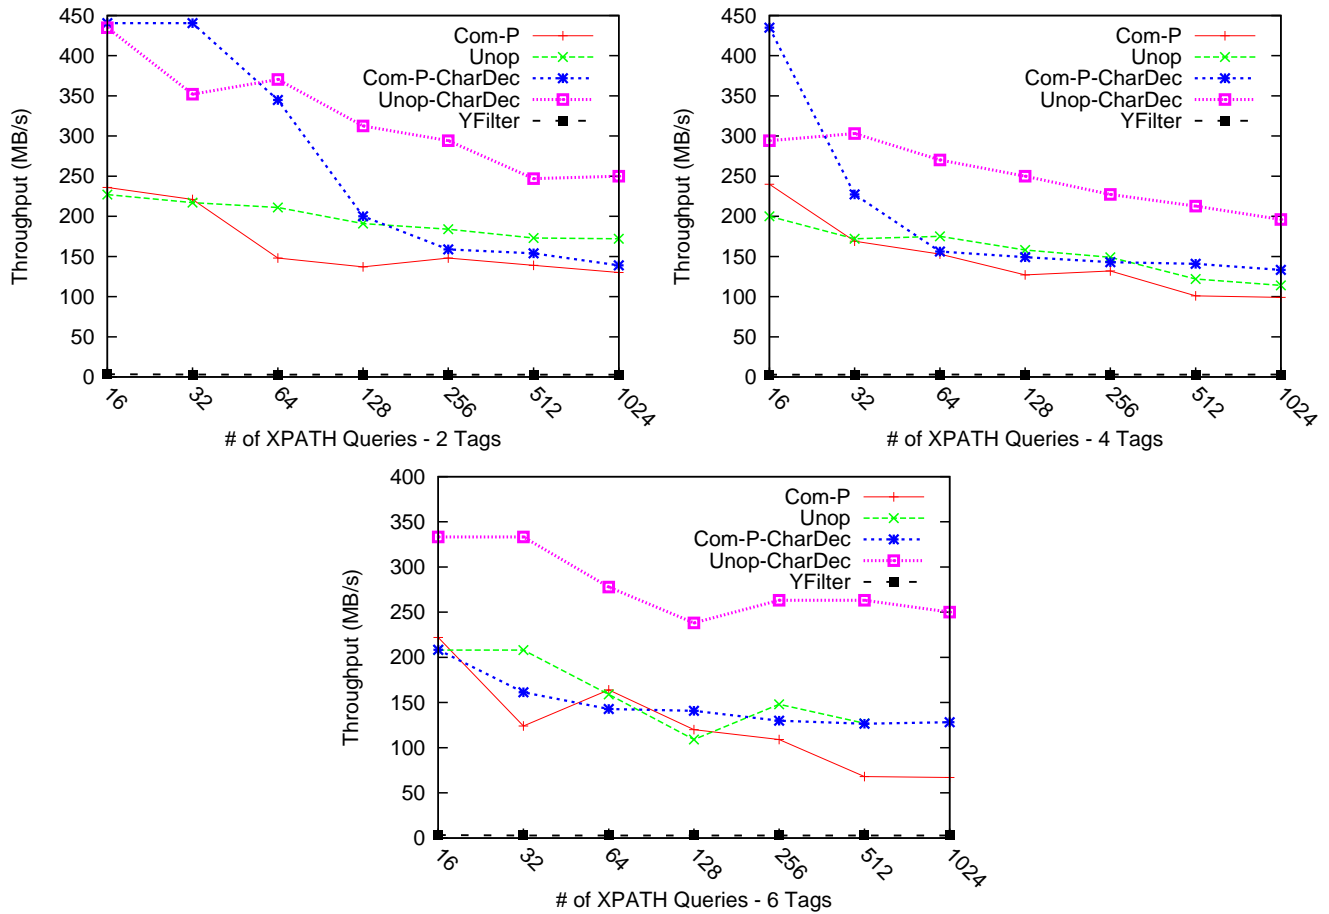 Throughput (MB/s)
450
400
350
300
250
200
150
100
50
0
Com-P
Unop
Com-P-CharDec
Unop-CharDec
YFilter
16
32
64
128
256
512
1024
# of XPATH Queries - 2 Tags
Throughput (MB/s)
450
400
350
300
250
200
150
100
50
0
Com-P
Unop
Com-P-CharDec
Unop-CharDec
YFilter
16
32
64
128
256
512
1024
# of XPATH Queries - 4 Tags
Throughput (MB/s)
400
350
300
250
200
150
100
50
0
Com-P
Unop
Com-P-CharDec
Unop-CharDec
YFilter
16
32
64
128
256
512
1024
# of XPATH Queries - 6 Tags